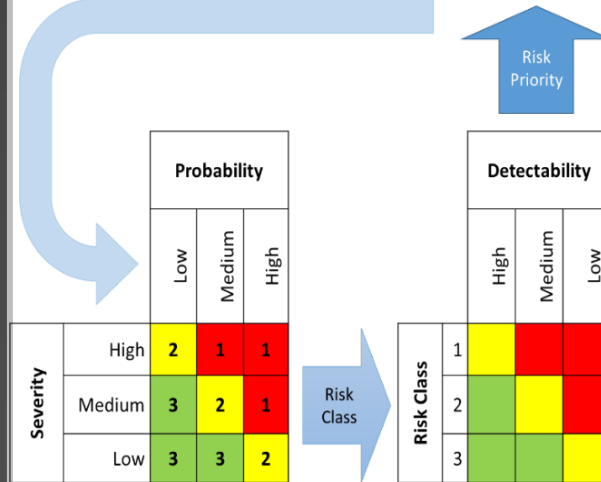 Risk
Priority
Probability
Detectability
Low
Medium
High
High
Medium
Low
Severity
High 2 1 1
Medium 3 2 1
Low 3 3 2
Risk
Class
Risk Class
1
2
3